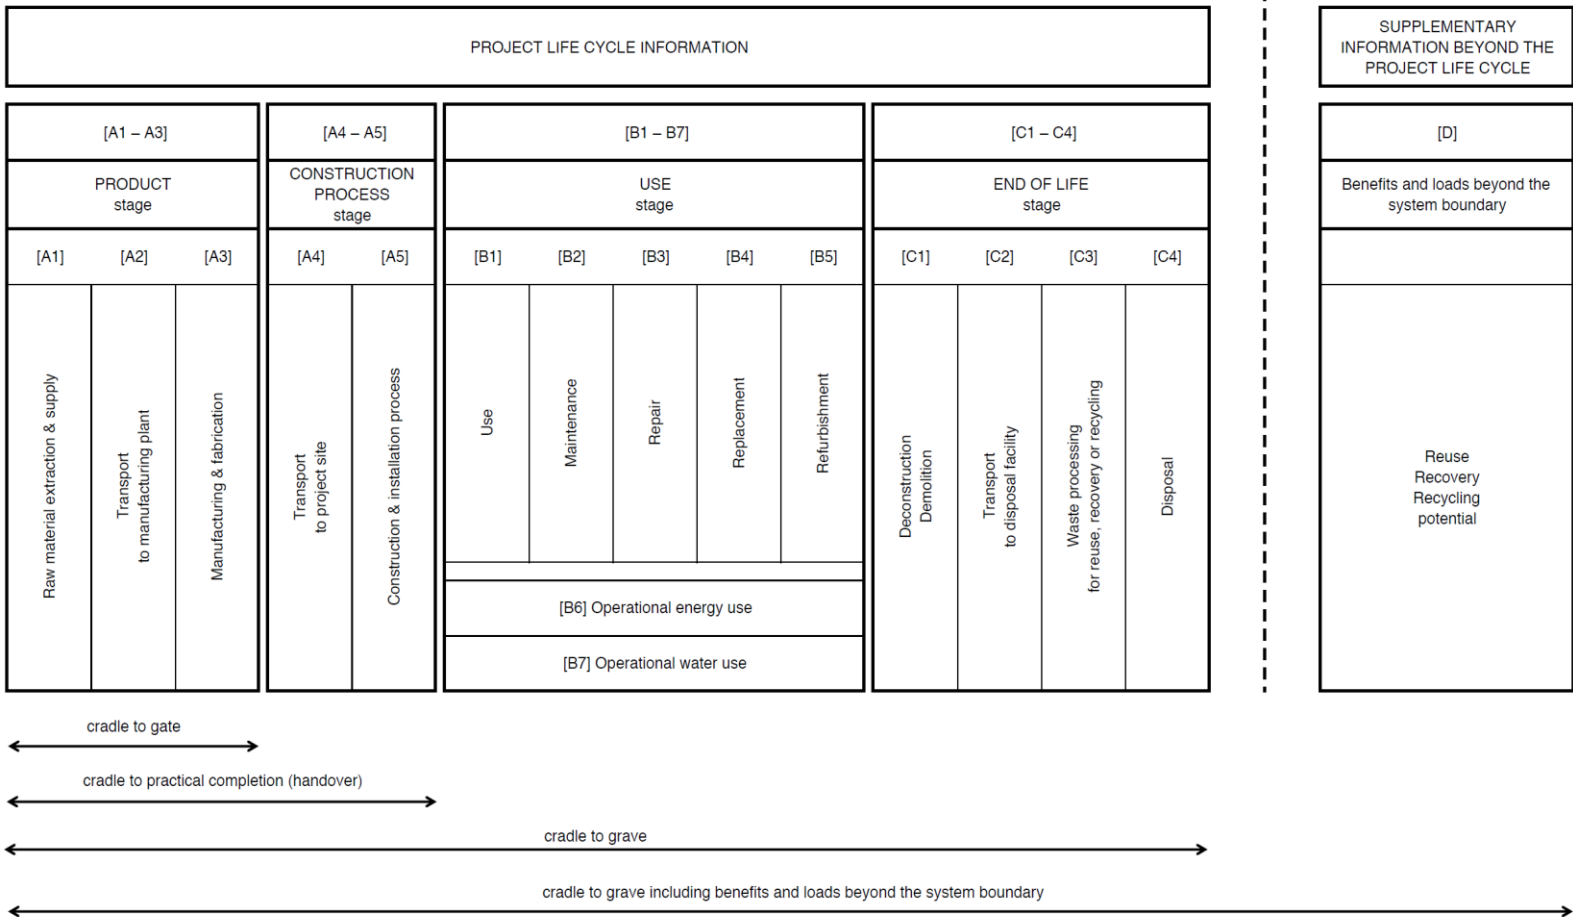 PROJECT LIFE CYCLE INFORMATION
SUPPLEMENTARY
INFORMATION BEYOND THE
PROJECT LIFE CYCLE
[A1 – A3]
[A4 – A5]
[B1 – B7]
[C1 – C4]
[D]
PRODUCT
stage
CONSTRUCTION
PROCESS
stage
USE
stage
END OF LIFE
stage
Benefits and loads beyond the
system boundary
[A1]
[A2]
[A3]
[A4]
[A5]
[B1]
[B2]
[B3]
[B4]
[B5]
[C1]
[C2]
[C3]
[C4]
Raw material extraction & supply
Transport
to manufacturing plant
Manufacturing & fabrication
Transport
to project site
Construction & installation process
Use
Maintenance
Repair
Replacement
Refurbishment
[B6] Operational energy use
[B7] Operational water use
Deconstruction
Demolition
Transport
to disposal facility
Waste processing
for reuse, recovery or recycling
Disposal
Reuse
Recovery
Recycling
potential
cradle to gate
cradle to practical completion (handover)
cradle to grave
cradle to grave including benefits and loads beyond the system boundary